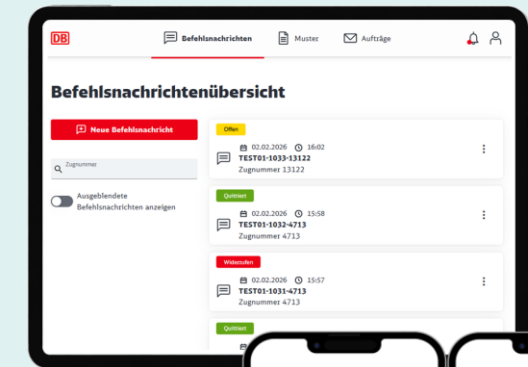 DB
Befehlsnachrichten
Muster
Aufträge
Befehlsnachrichtenübersicht
Neue Befehlsnachricht
Zugnummer
Ausgeblendete
Befehlsnachrichten anzeigen
Offen
02.02.2026 16:02
TEST01-1033-13122
Zugnummer 13122
Quittiert
02.02.2026 15:58
TEST01-1032-4713
Zugnummer 4713
Widerrufen
02.02.2026 15:57
TEST01-1031-4713
Zugnummer 4713
Quittiert